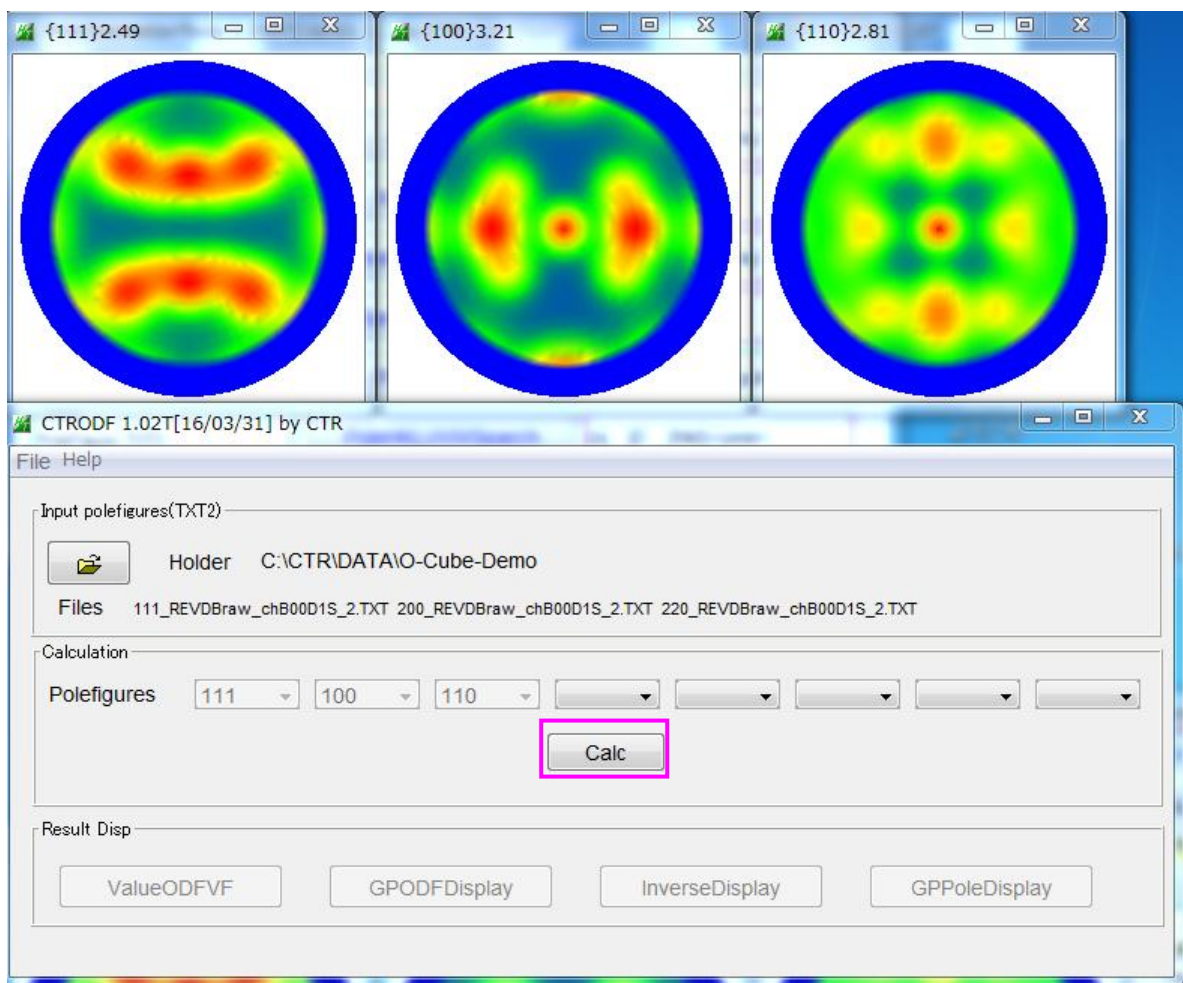 {111}2.49
{100}3.21
{110}2.81
CTRODF 1.02T[16/03/31] by CTR
File Help
Input polefigures(TXT2)
Holder C:\CTR\DATA\O-Cube-Demo
Files 111_REVDBraw_chB00D1S_2.TXT 200_REVDBraw_chB00D1S_2.TXT 220_REVDBraw_chB00D1S_2.TXT
Calculation
Polefigures 111 100 110
Calc
Result Disp
ValueODFVF GPODFDisplay InverseDisplay GPPoleDisplay